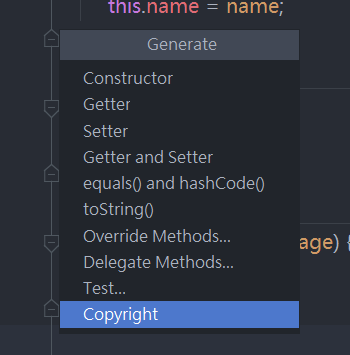 this.name = name;
Generate
Constructor
Getter
Setter
Getter and Setter
equals() and hashCode()
toString()
Override Methods...
age) {
Delegate Methods...
Test...
Copyright